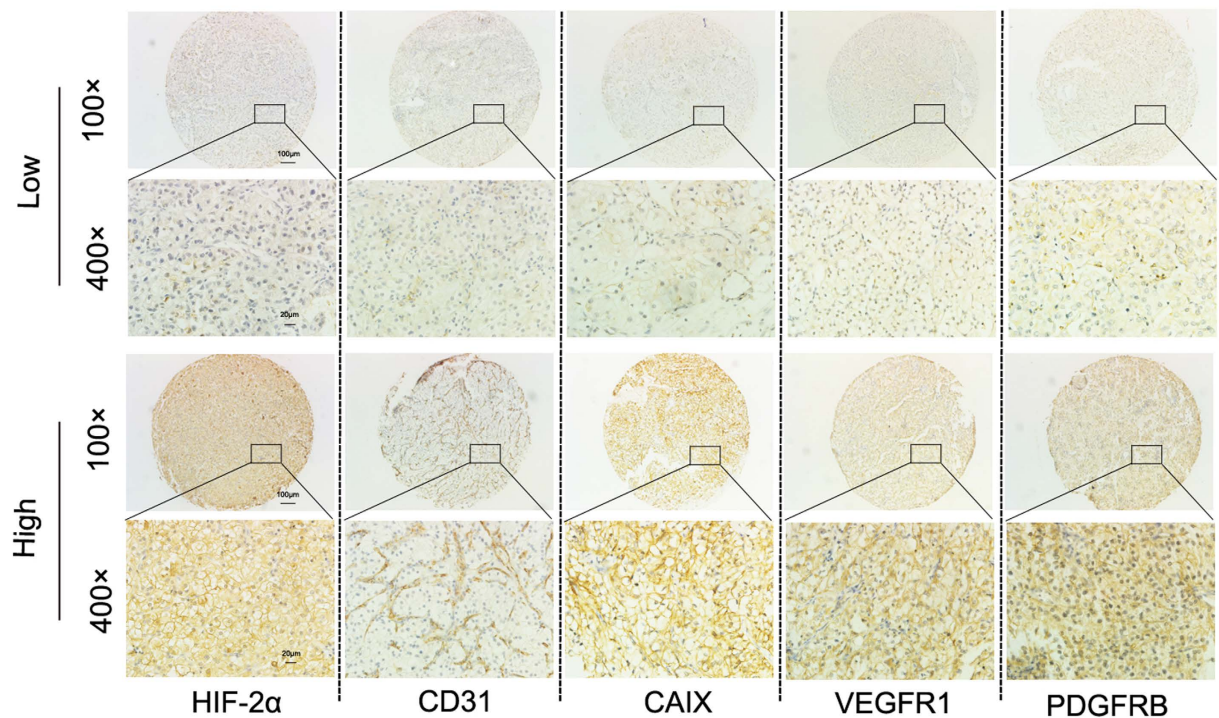 Low
100×
100μm
400×
20μm
High
100×
100μm
400×
20μm
HIF-2α
CD31
CAIX
VEGFR1
PDGFRB